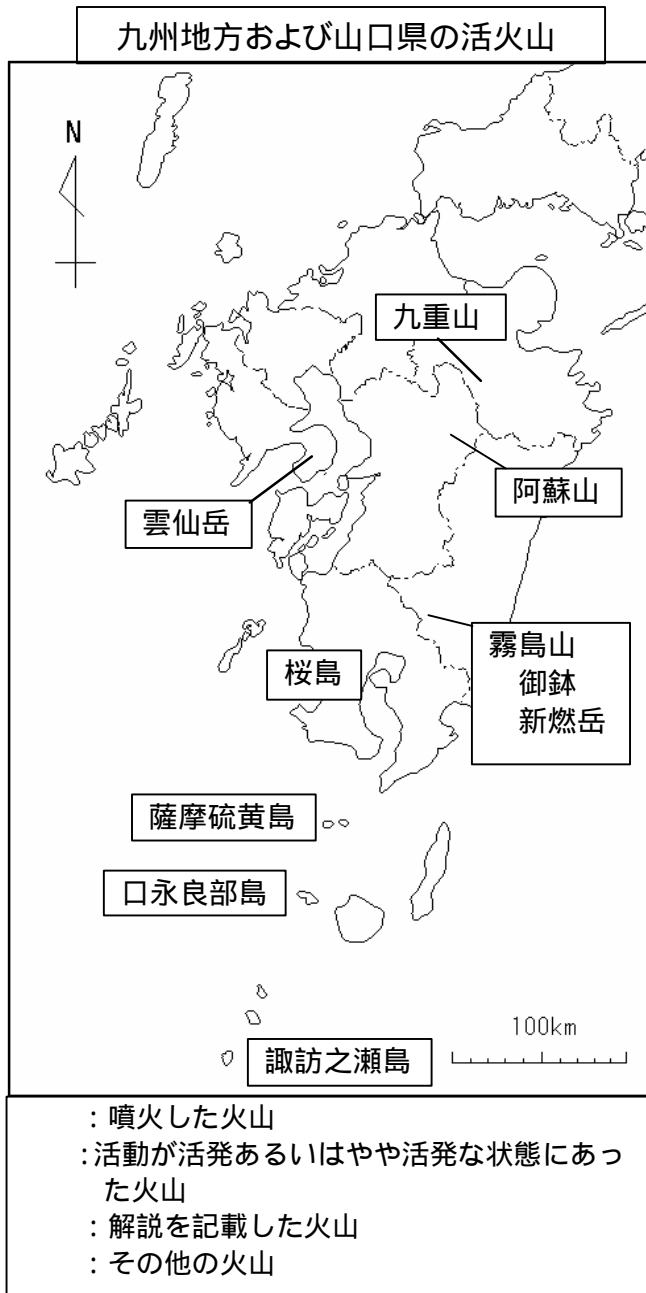 九州地方および山口県の活火山
N
九重山
阿蘇山
雲仙岳
霧島山
御鉢
新燃岳
桜島
薩摩硫黄島
口永良部島
100km
諏訪之瀬島
：噴火した火山
：活動が活発あるいはやや活発な状態にあっ
た火山
：解説を記載した火山
：その他の火山